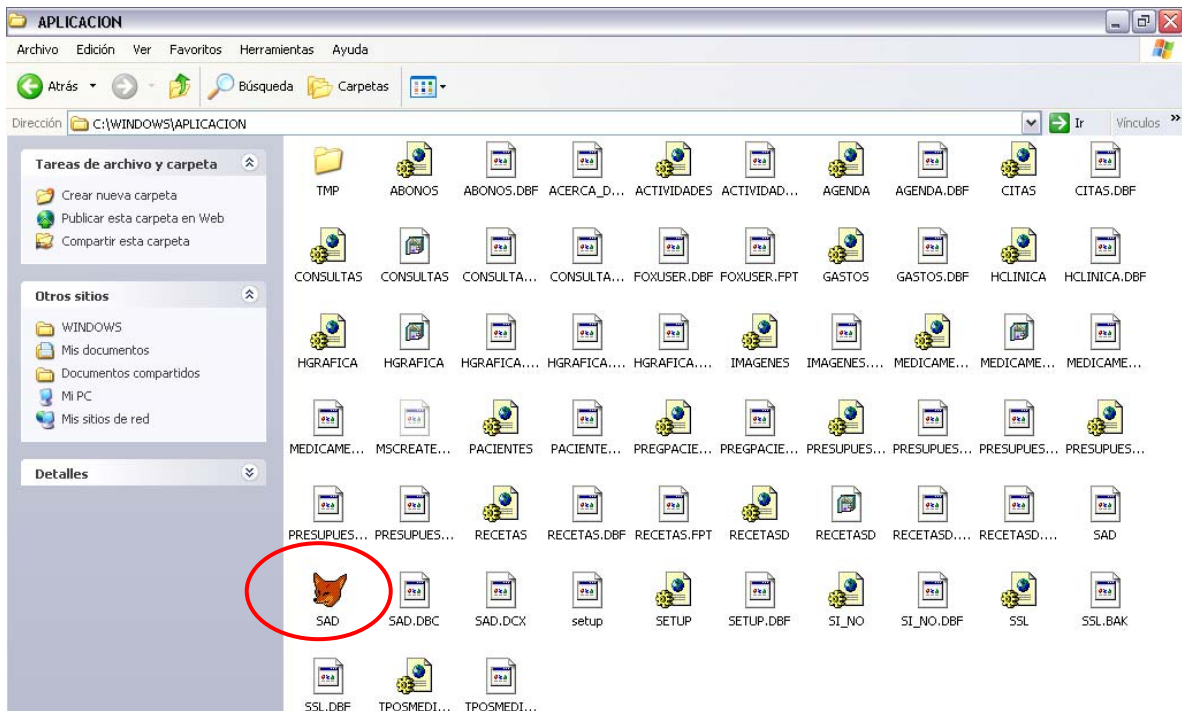 APLICACION
Archivo Edición Ver Favoritos Herramientas Ayuda
Atrás Búsqueda Carpetas
Dirección C:\WINDOWS\APLICACION Ir Vínculos »
Tareas de archivo y carpeta
Crear nueva carpeta
Publicar esta carpeta en Web
Compartir esta carpeta
Otros sitios
WINDOWS
Mis documentos
Documentos compartidos
Mi PC
Mis sitios de red
Detalles
TMP ABONOS ABONOS.DBF ACERCA_D... ACTIVIDADES ACTIVIDAD... AGENDA AGENDA.DBF CITAS CITAS.DBF
CONSULTAS CONSULTAS CONSULTA... CONSULTA... FOXUSER.DBF FOXUSER.FPT GASTOS GASTOS.DBF HCLINICA HCLINICA.DBF
HGRAFICA HGRAFICA HGRAFICA.... HGRAFICA.... HGRAFICA.... IMAGENES IMAGENES.... MEDICAME... MEDICAME... MEDICAME...
MEDICAME... MSCREATE... PACIENTES PACIENTE... PREGPACIE... PREGPACIE... PRESUPUES... PRESUPUES... PRESUPUES... PRESUPUES...
PRESUPUES... PRESUPUES... RECETAS RECETAS.DBF RECETAS.FPT RECETASD RECETASD RECETASD.... RECETASD.... SAD
SAD SAD.DBC SAD.DCX setup SETUP SETUP.DBF SI_NO SI_NO.DBF SSL SSL.BAK
SSL.DBF TPOSMEDI... TPOSMEDI...